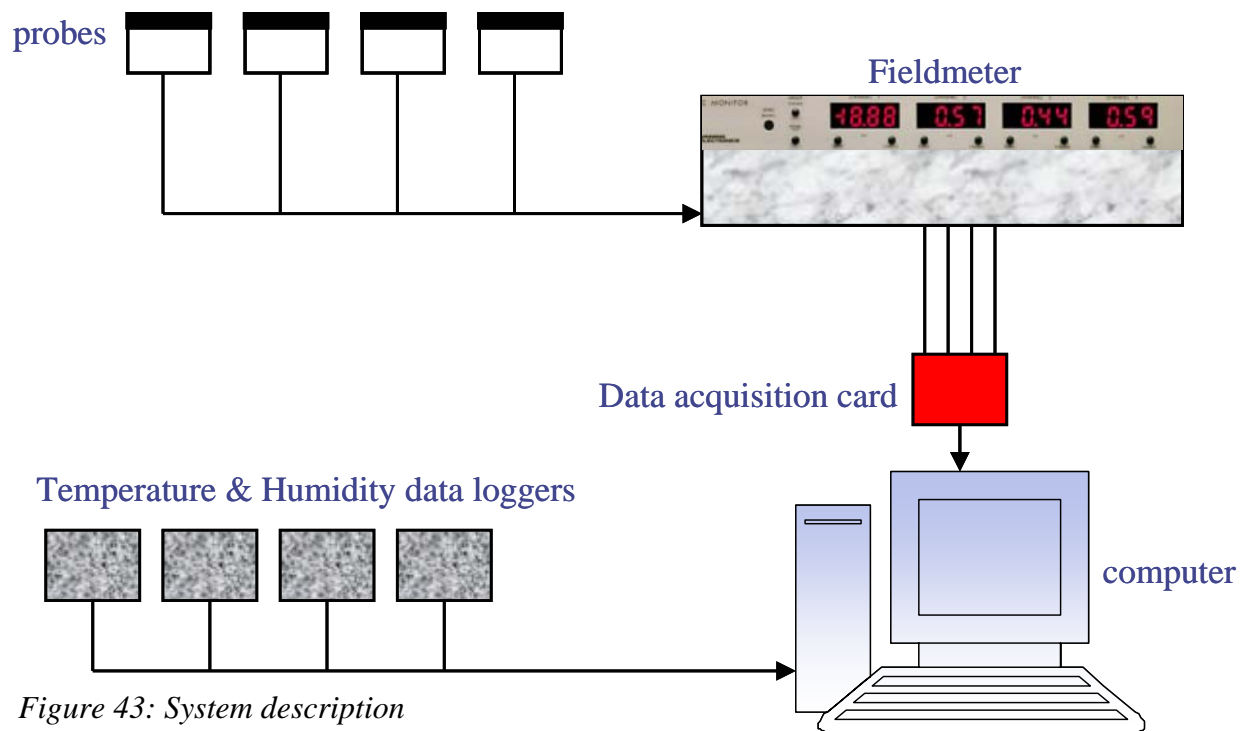 probes
Fieldmeter
C MONITOR
18.88 0.57 0.44 0.59
Data acquisition card
Temperature & Humidity data loggers
computer
Figure 43: System description